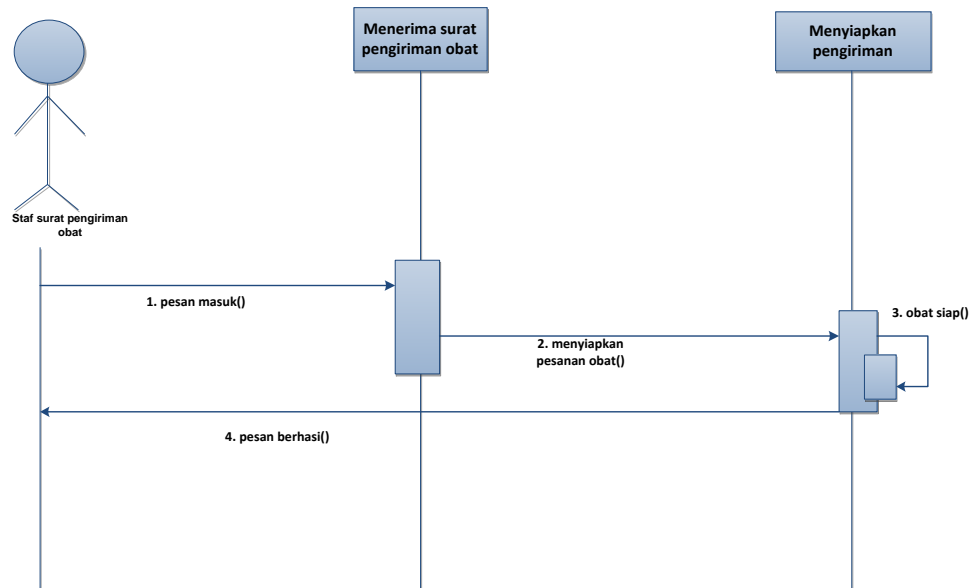 Menerima surat
pengiriman obat
Menyiapkan
pengiriman
Staf surat pengiriman
obat
1. pesan masuk()
2. menyiapkan
pesanan obat()
3. obat siap()
4. pesan berhasi()